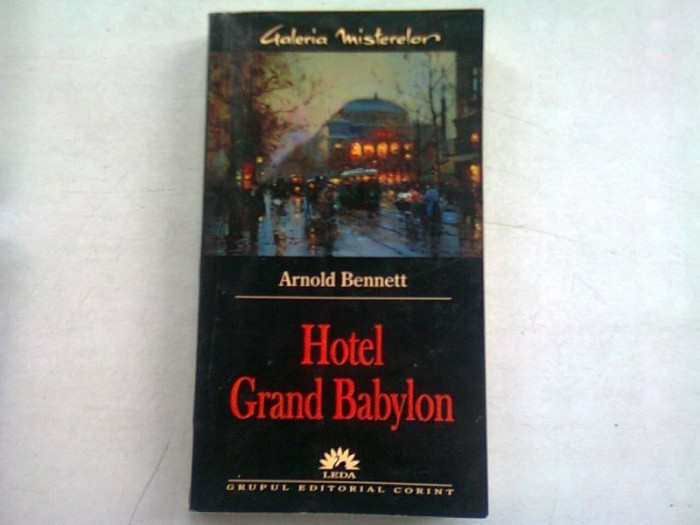 Galeria Misterelor
Arnold Bennett
Hotel
Grand Babylon
LEDA
GRUPUL EDITORIAL CORINT